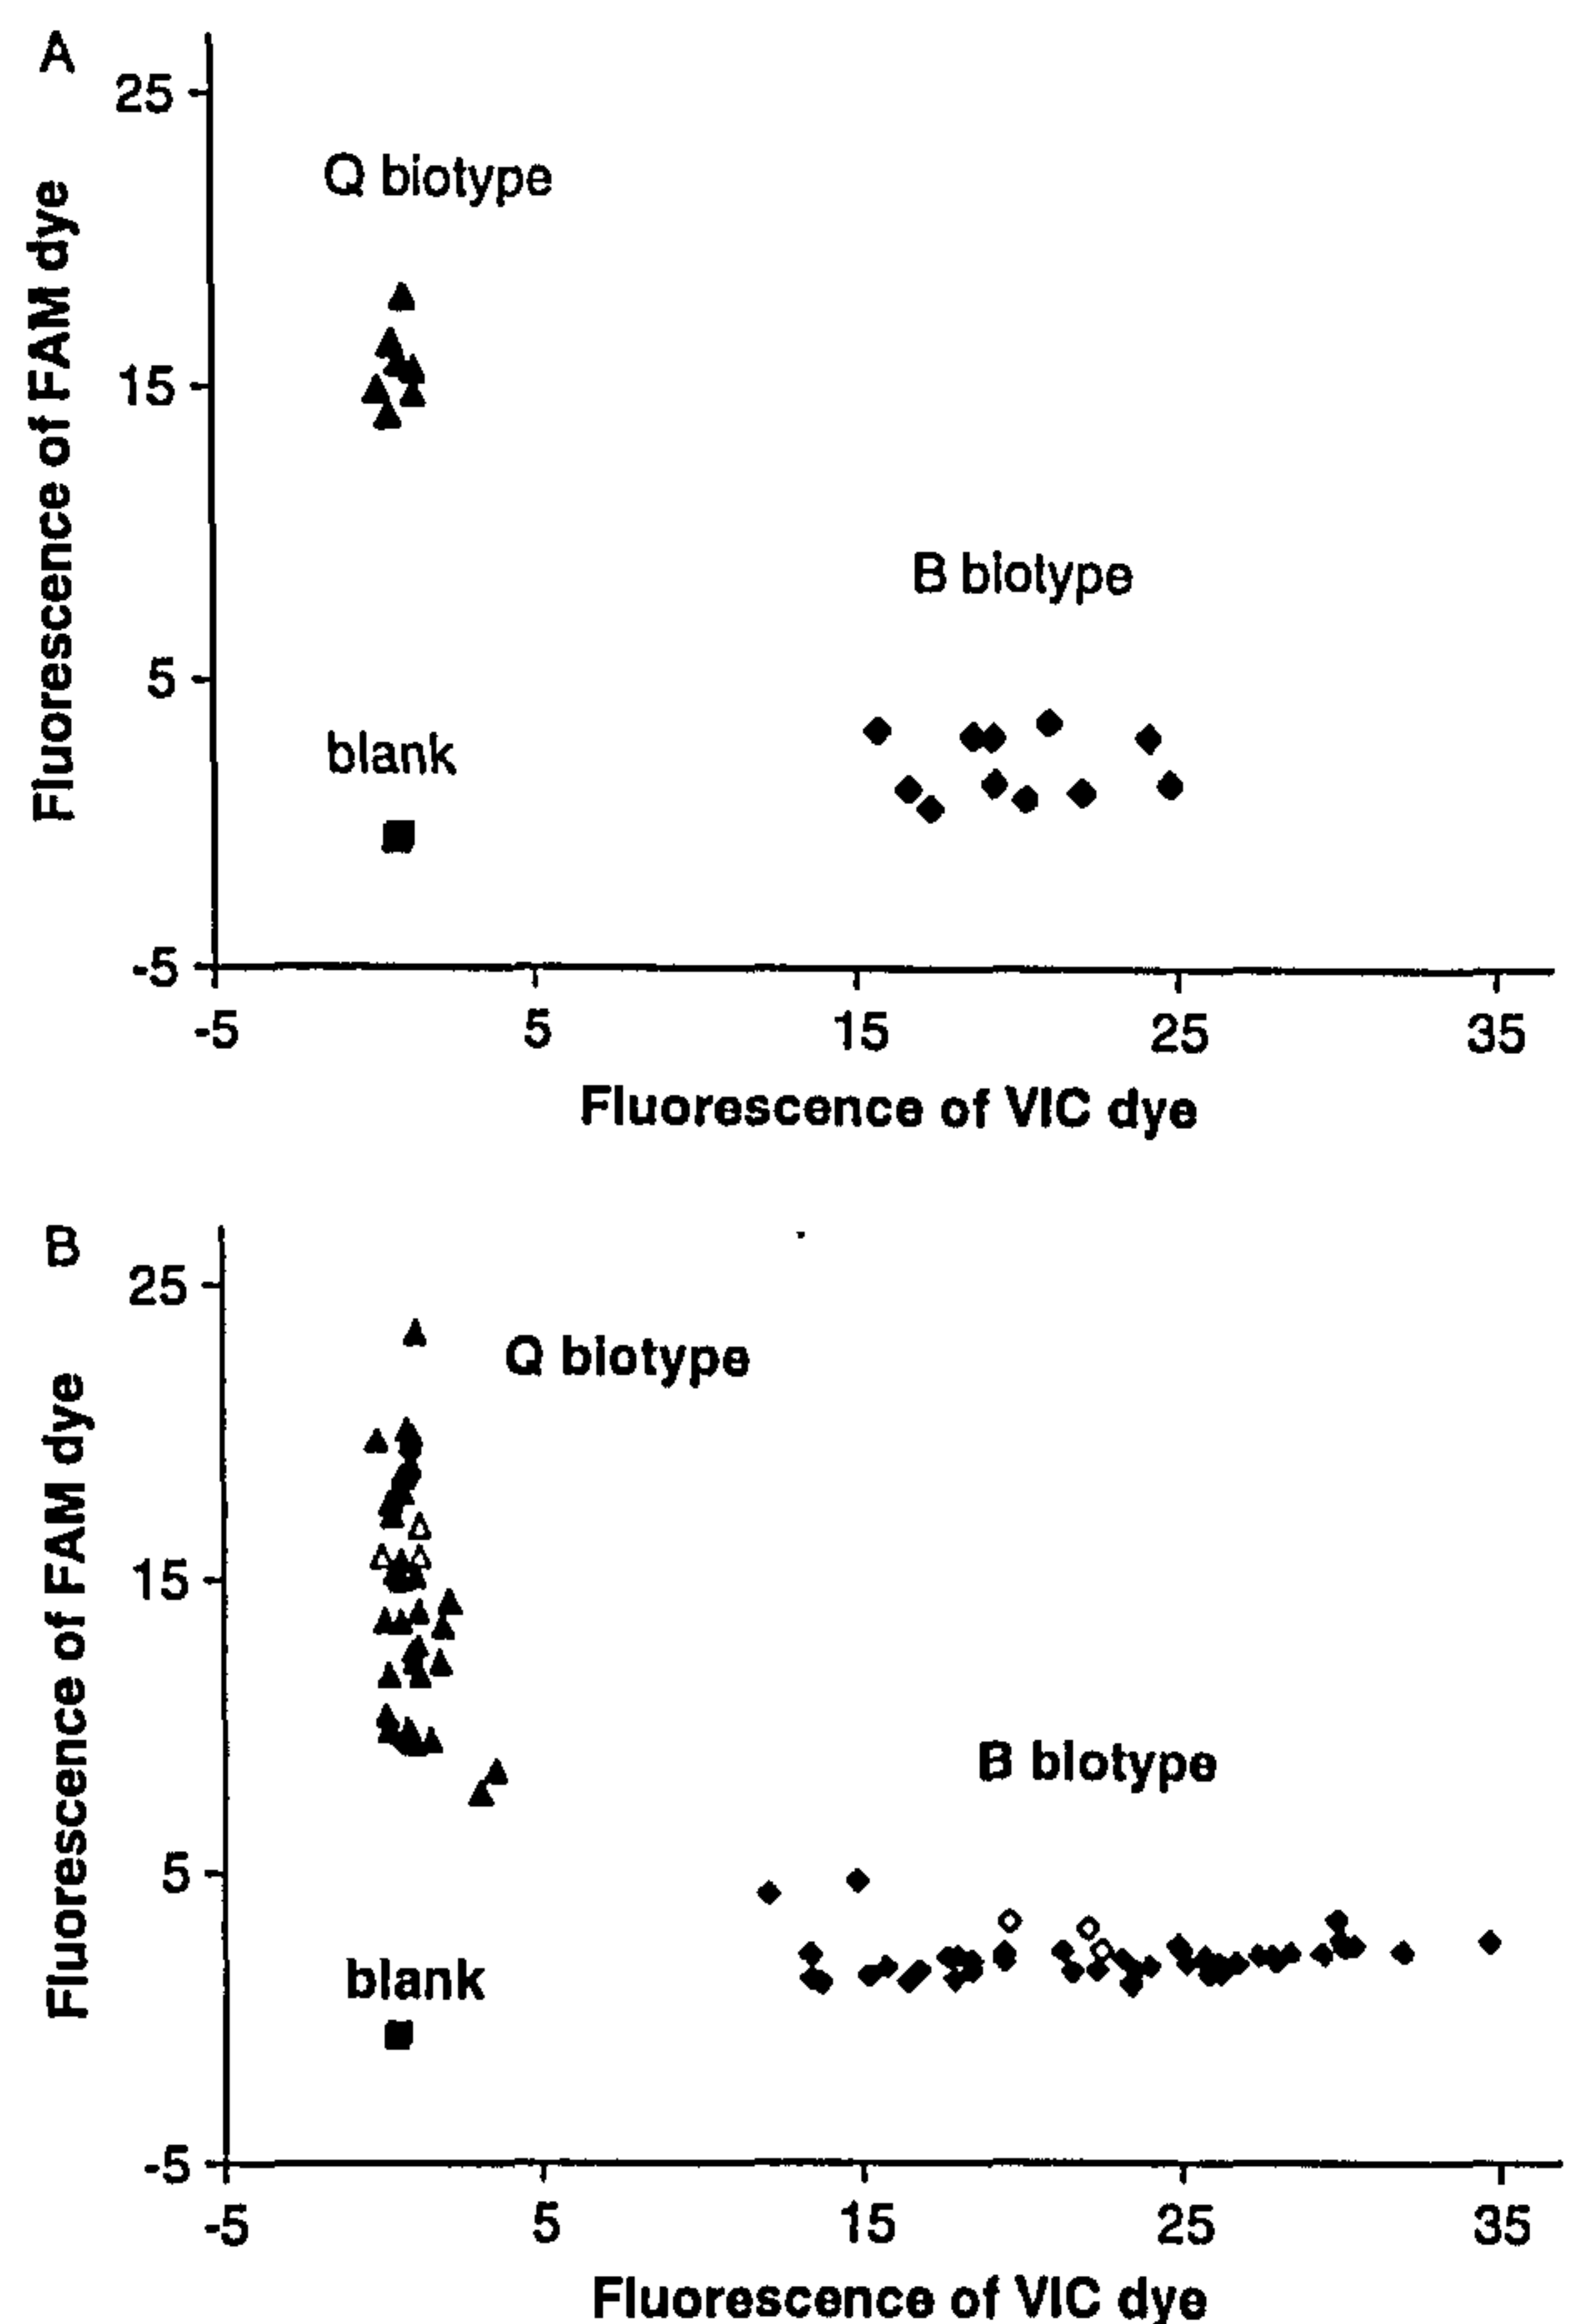 A
25
Q biotype
15
B biotype
5
blank
-5
-5 5 15 25 35
Fluorescence of VIC dye
Fluorescence of FAM dye
B
25
Q biotype
15
B biotype
5
blank
-5
-5 5 15 25 35
Fluorescence of VIC dye
Fluorescence of FAM dye